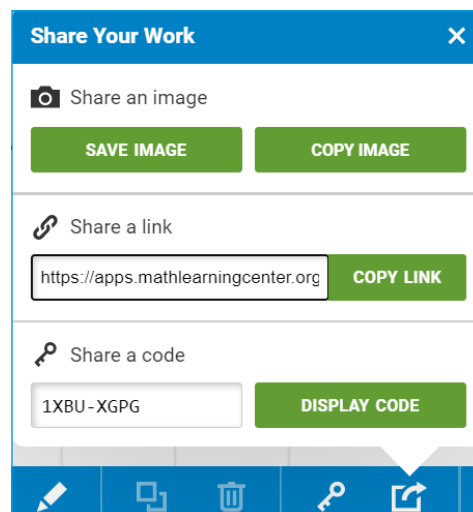 Share Your Work
Share an image
SAVE IMAGE
COPY IMAGE
Share a link
https://apps.mathlearningcenter.org
COPY LINK
Share a code
1XBU-XGPG
DISPLAY CODE